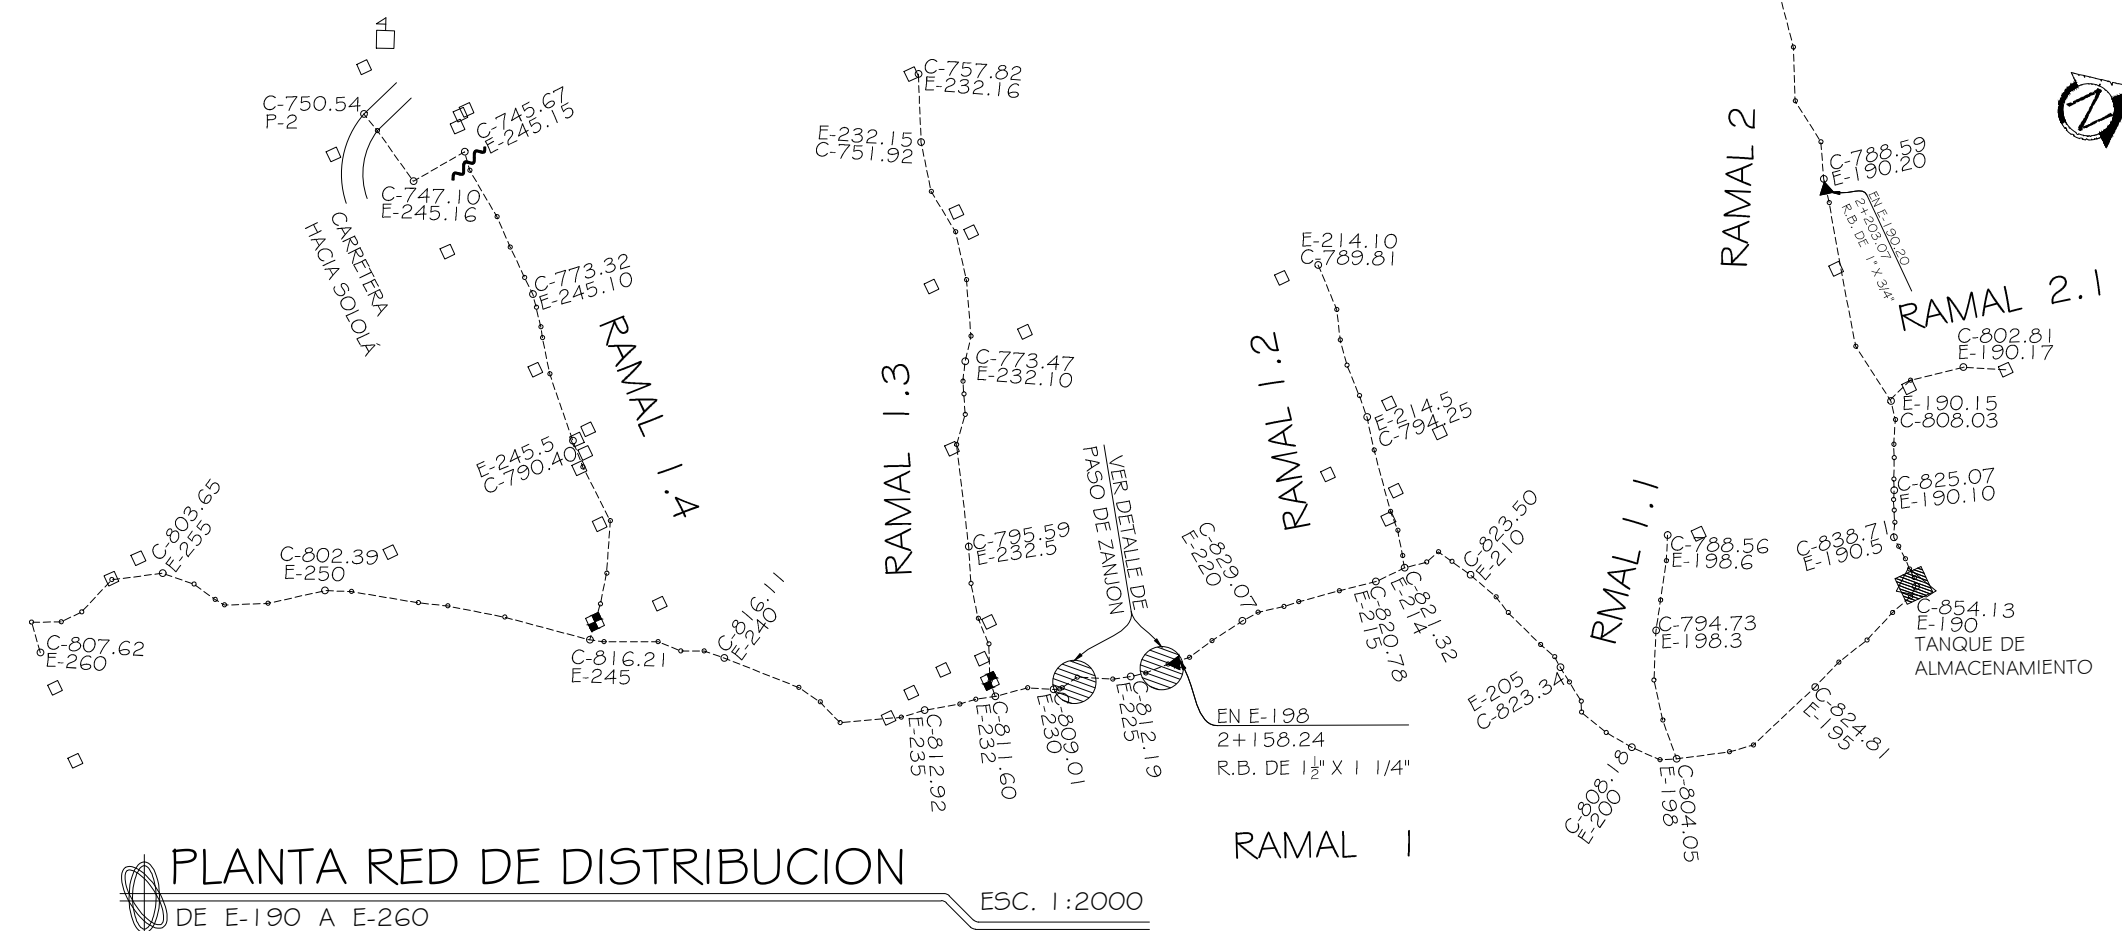 4
C-750.54
P-2
C-745.67
E-245.15
C-747.10
E-245.16
CARRETERA
HACIA SOLOLÁ
C-773.32
E-245.10
RAMAL 1.4
E-245.5
C-790.40
C-803.65
E-255
C-802.39
E-250
C-807.62
E-260
C-816.21
E-245
C-816.11
E-240
C-757.82
E-232.16
E-232.15
C-751.92
C-773.47
E-232.10
RAMAL 1.3
C-795.59
E-232.5
C-812.92
E-235
C-811.60
E-232
C-809.01
E-230
VER DETALLE DE
PASO DE ZANJON
C-812.19
E-225
EN E-198
2+158.24
R.B. DE 1½" X 1 1/4"
C-829.07
E-220
RAMAL 1.2
E-214.10
C-789.81
E-214.5
C-794.25
C-820.78
E-215
C-821.32
E-214
C-823.50
E-210
E-205
C-823.34
RMAL 1.1
C-788.56
E-198.6
C-794.73
E-198.3
C-808.18
E-200
C-804.05
E-198
C-824.81
E-195
RAMAL 2
N
C-788.59
E-190.20
EN E-190.20
2+203.07
R.B. DE 1" X 3/4"
RAMAL 2.1
C-802.81
E-190.17
E-190.15
C-808.03
C-825.07
E-190.10
C-838.71
E-190.5
C-854.13
E-190
TANQUE DE
ALMACENAMIENTO
RAMAL 1
PLANTA RED DE DISTRIBUCION
DE E-190 A E-260
ESC. 1:2000